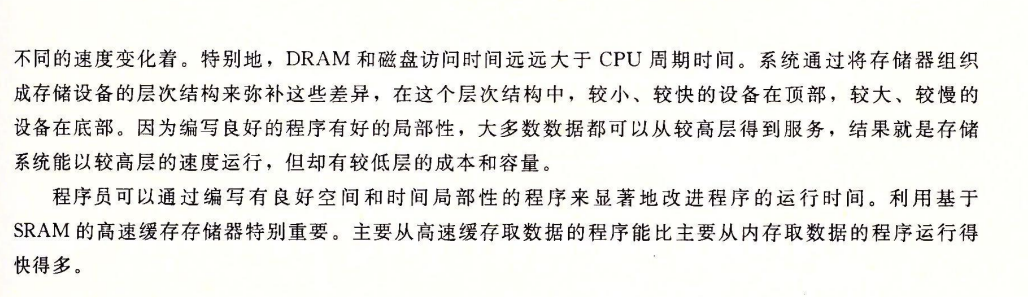 不同的速度变化着。特别地，DRAM 和磁盘访问时间远远大于 CPU 周期时间。系统通过将存储器组织
成存储设备的层次结构来弥补这些差异，在这个层次结构中，较小、较快的设备在顶部，较大、较慢的
设备在底部。因为编写良好的程序有好的局部性，大多数数据都可以从较高层得到服务，结果就是存储
系统能以较高层的速度运行，但却有较低层的成本和容量。
程序员可以通过编写有良好空间和时间局部性的程序来显著地改进程序的运行时间。利用基于
SRAM 的高速缓存存储器特别重要。主要从高速缓存取数据的程序能比主要从内存取数据的程序运行得
快得多。